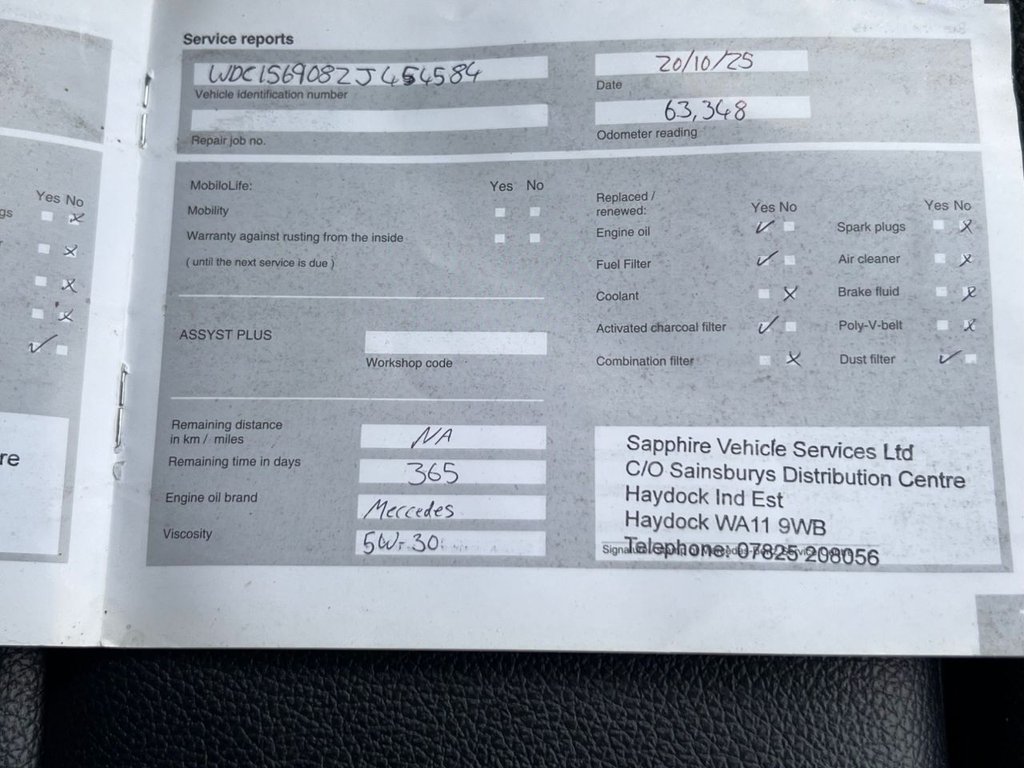 Service reports
WDC1569082J454584
Vehicle identification number
Repair job no.
20/10/25
Date
63,348
Odometer reading
MobiloLife:
Yes No
Mobility
Warranty against rusting from the inside
( until the next service is due )
ASSYST PLUS
Workshop code
Remaining distance
in km / miles
NA
Remaining time in days
365
Engine oil brand
Mercedes
Viscosity
5W-30
Replaced /
renewed:
Yes No
Engine oil
Fuel Filter
Coolant
Activated charcoal filter
Combination filter
Yes No
Spark plugs
Air cleaner
Brake fluid
Poly-V-belt
Dust filter
Sapphire Vehicle Services Ltd
C/O Sainsburys Distribution Centre
Haydock Ind Est
Haydock WA11 9WB
Telephone: 07825 208056
Yes No
gs
r
re